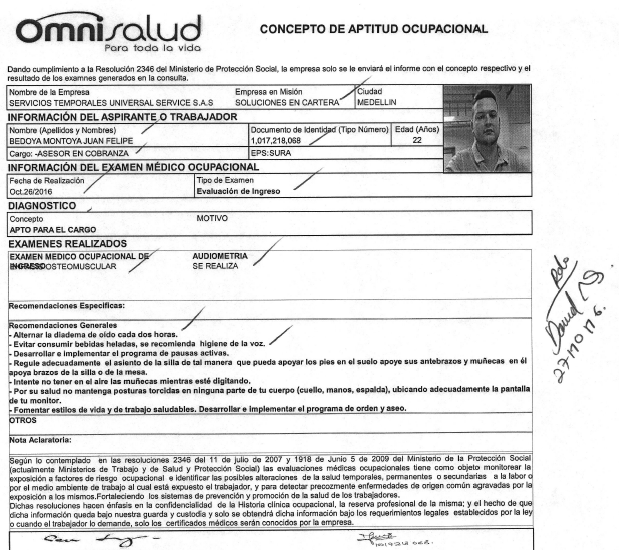 Omnisalud
Para toda la vida
CONCEPTO DE APTITUD OCUPACIONAL
Dando cumplimiento a la Resolución 2346 del Ministerio de Protección Social, la empresa solo se le enviará el informe con el concepto respectivo y el
resultado de los examnes generados en la consulta.
Nombre de la Empresa Empresa en Misión Ciudad
SERVICIOS TEMPORALES UNIVERSAL SERVICE S.A.S SOLUCIONES EN CARTERA MEDELLIN
INFORMACIÓN DEL ASPIRANTE O TRABAJADOR
Nombre (Apellidos y Nombres) Documento de Identidad (Tipo Número) Edad (Años)
BEDOYA MONTOYA JUAN FELIPE 1,017,218,068 22
Cargo: -ASESOR EN COBRANZA EPS:SURA
INFORMACIÓN DEL EXAMEN MÉDICO OCUPACIONAL
Fecha de Realización Tipo de Examen
Oct.26/2016 Evaluación de Ingreso
DIAGNOSTICO
Concepto MOTIVO
APTO PARA EL CARGO
EXAMENES REALIZADOS
EXAMEN MEDICO OCUPACIONAL DE AUDIOMETRIA
INGRESO OSTEOMUSCULAR SE REALIZA
Recomendaciones Especificas:
Recomendaciones Generales
- Alternar la diadema de oido cada dos horas.
- Evitar consumir bebidas heladas, se recomienda higiene de la voz.
- Desarrollar e implementar el programa de pausas activas.
- Regule adecuadamente el asiento de la silla de tal manera que pueda apoyar los pies en el suelo apoye sus antebrazos y muñecas en él
apoya brazos de la silla o de la mesa.
- Intente no tener en el aire las muñecas mientras esté digitando.
- Por su salud no mantenga posturas torcidas en ninguna parte de tu cuerpo (cuello, manos, espalda), ubicando adecuadamente la pantalla
de tu monitor.
- Fomentar estilos de vida y de trabajo saludables. Desarrollar e implementar el programa de orden y aseo.
OTROS
Nota Aclaratoria:
Según lo contemplado en las resoluciones 2346 del 11 de julio de 2007 y 1918 de Junio 5 de 2009 del Ministerio de la Protección Social
(actualmente Ministerios de Trabajo y de Salud y Protección Social) las evaluaciones médicas ocupacionales tiene como objeto monitorear la
exposición a factores de riesgo ocupacional e identificar las posibles alteraciones de la salud temporales, permanentes o secundarias a la labor o
por el medio ambiente de trabajo al cual está expuesto el trabajador, y para detectar precozmente enfermedades de origen común agravadas por la
exposición a los mismos.Fortaleciendo los sistemas de prevención y promoción de la salud de los trabajadores.
Dichas resoluciones hacen énfasis en la confidencialidad de la Historia clínica ocupacional, la reserva profesional de la misma; y el hecho de que
dicha información queda bajo nuestra guarda y custodia y solo se obtendrá dicha información bajo los requerimientos legales establecidos por la ley
o cuando el trabajador lo demande, solo los certificados médicos serán conocidos por la empresa.
David